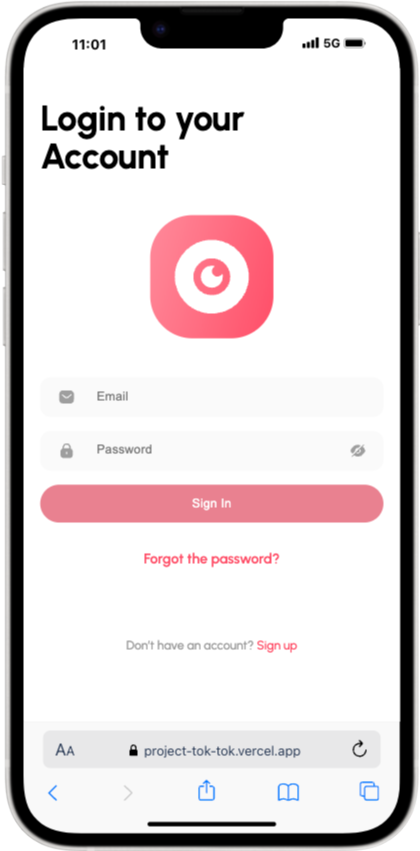 11:01
5G
Login to your
Account
Email
Password
Sign In
Forgot the password?
Don't have an account? Sign up
AA project-tok-tok.vercel.app